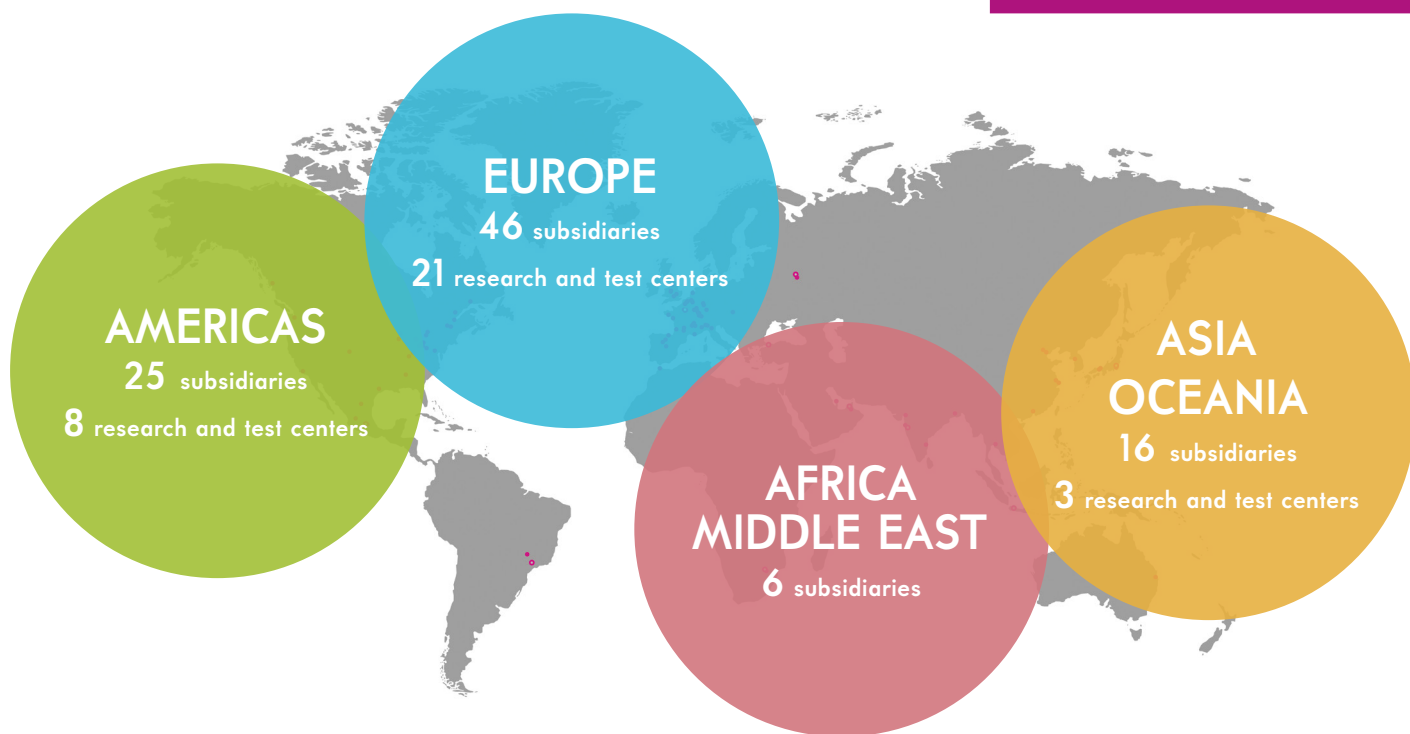 EUROPE
46 subsidiaries
21 research and test centers
AMERICAS
25 subsidiaries
8 research and test centers
ASIA
OCEANIA
16 subsidiaries
3 research and test centers
AFRICA
MIDDLE EAST
6 subsidiaries